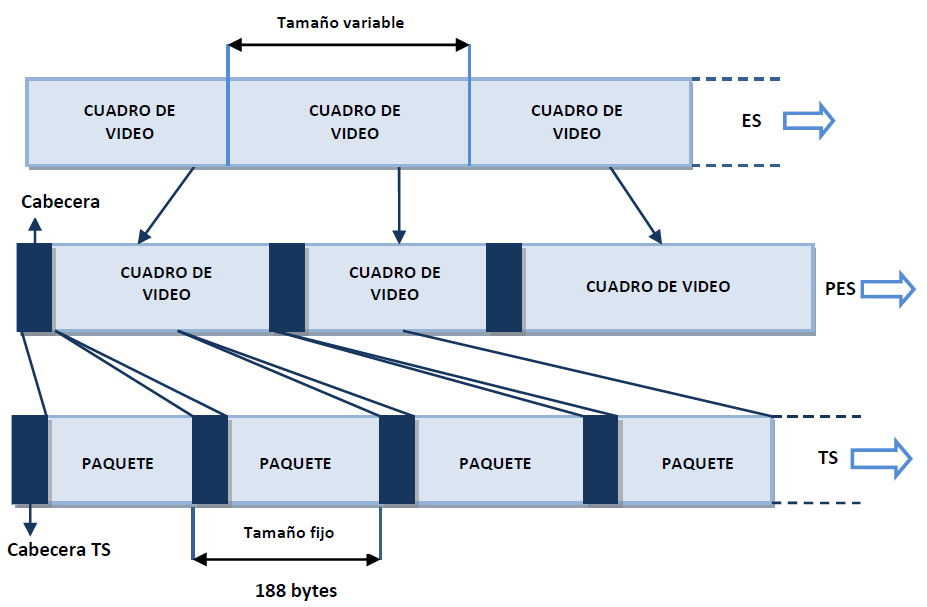 Tamaño variable
CUADRO DE
VIDEO
CUADRO DE
VIDEO
CUADRO DE
VIDEO
ES
Cabecera
CUADRO DE
VIDEO
CUADRO DE
VIDEO
CUADRO DE VIDEO
PES
PAQUETE
PAQUETE
PAQUETE
PAQUETE
TS
Tamaño fijo
Cabecera TS
188 bytes